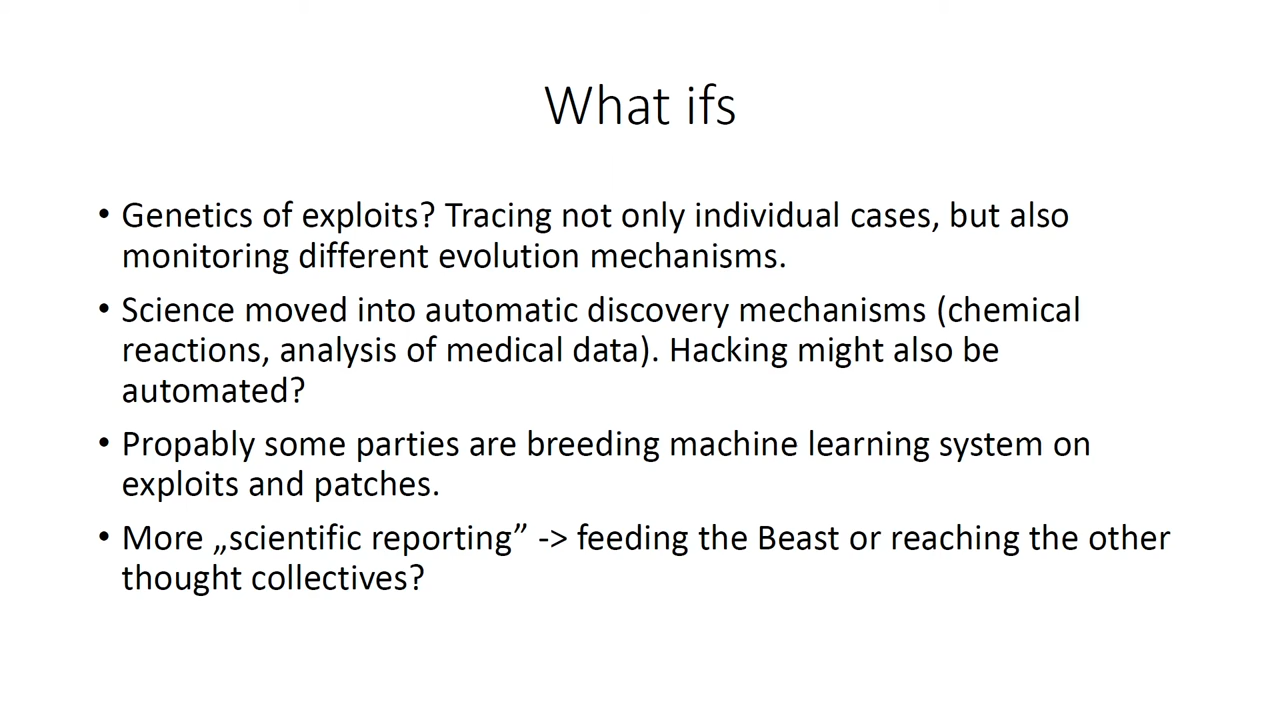 What ifs
• Genetics of exploits? Tracing not only individual cases, but also
monitoring different evolution mechanisms.
• Science moved into automatic discovery mechanisms (chemical
reactions, analysis of medical data). Hacking might also be
automated?
• Propably some parties are breeding machine learning system on
exploits and patches.
• More „scientific reporting” -> feeding the Beast or reaching the other
thought collectives?